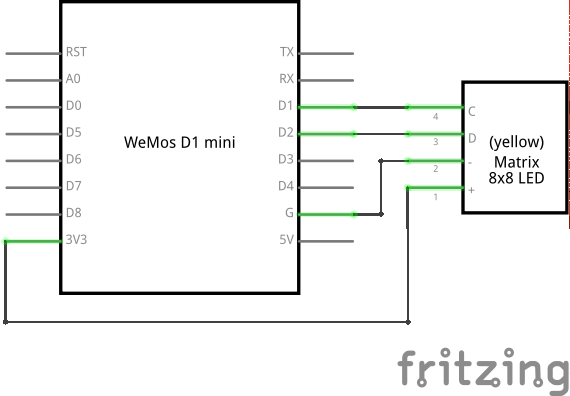 RST
A0
D0
D5
D6
D7
D8
3V3
WeMos D1 mini
TX
RX
D1
D2
D3
D4
G
5V
4
3
2
1
C
D
-
+
(yellow)
Matrix
8x8 LED
fritzing